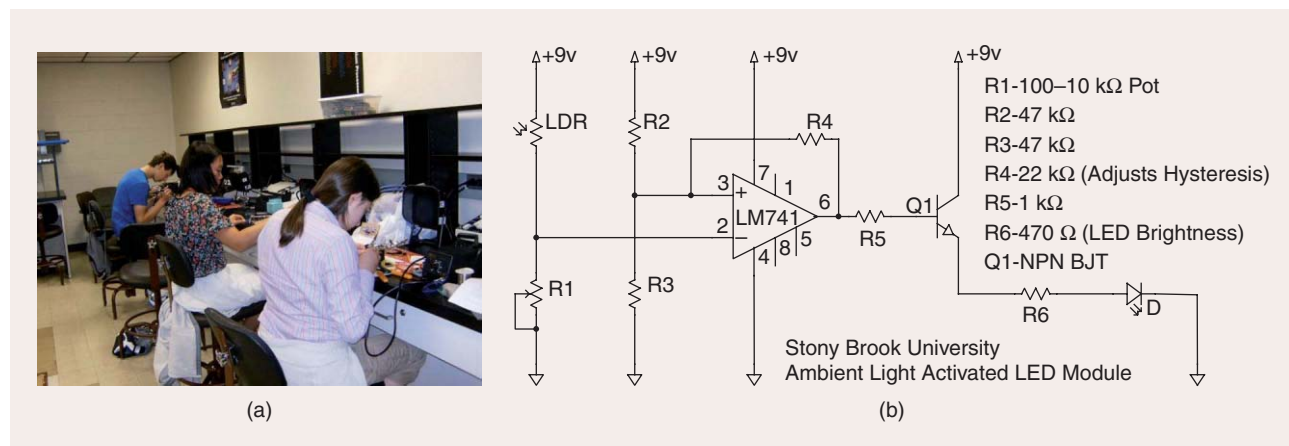 +9v
+9v
+9v
+9v
LDR
R2
R4
R1-100–10 kΩ Pot
R2-47 kΩ
R3-47 kΩ
R4-22 kΩ (Adjusts Hysteresis)
R5-1 kΩ
R6-470 Ω (LED Brightness)
Q1-NPN BJT
7
1
3
+
LM741
6
2
−
4
8
5
R5
Q1
R1
R3
R6
D
Stony Brook University
Ambient Light Activated LED Module
(a)
(b)